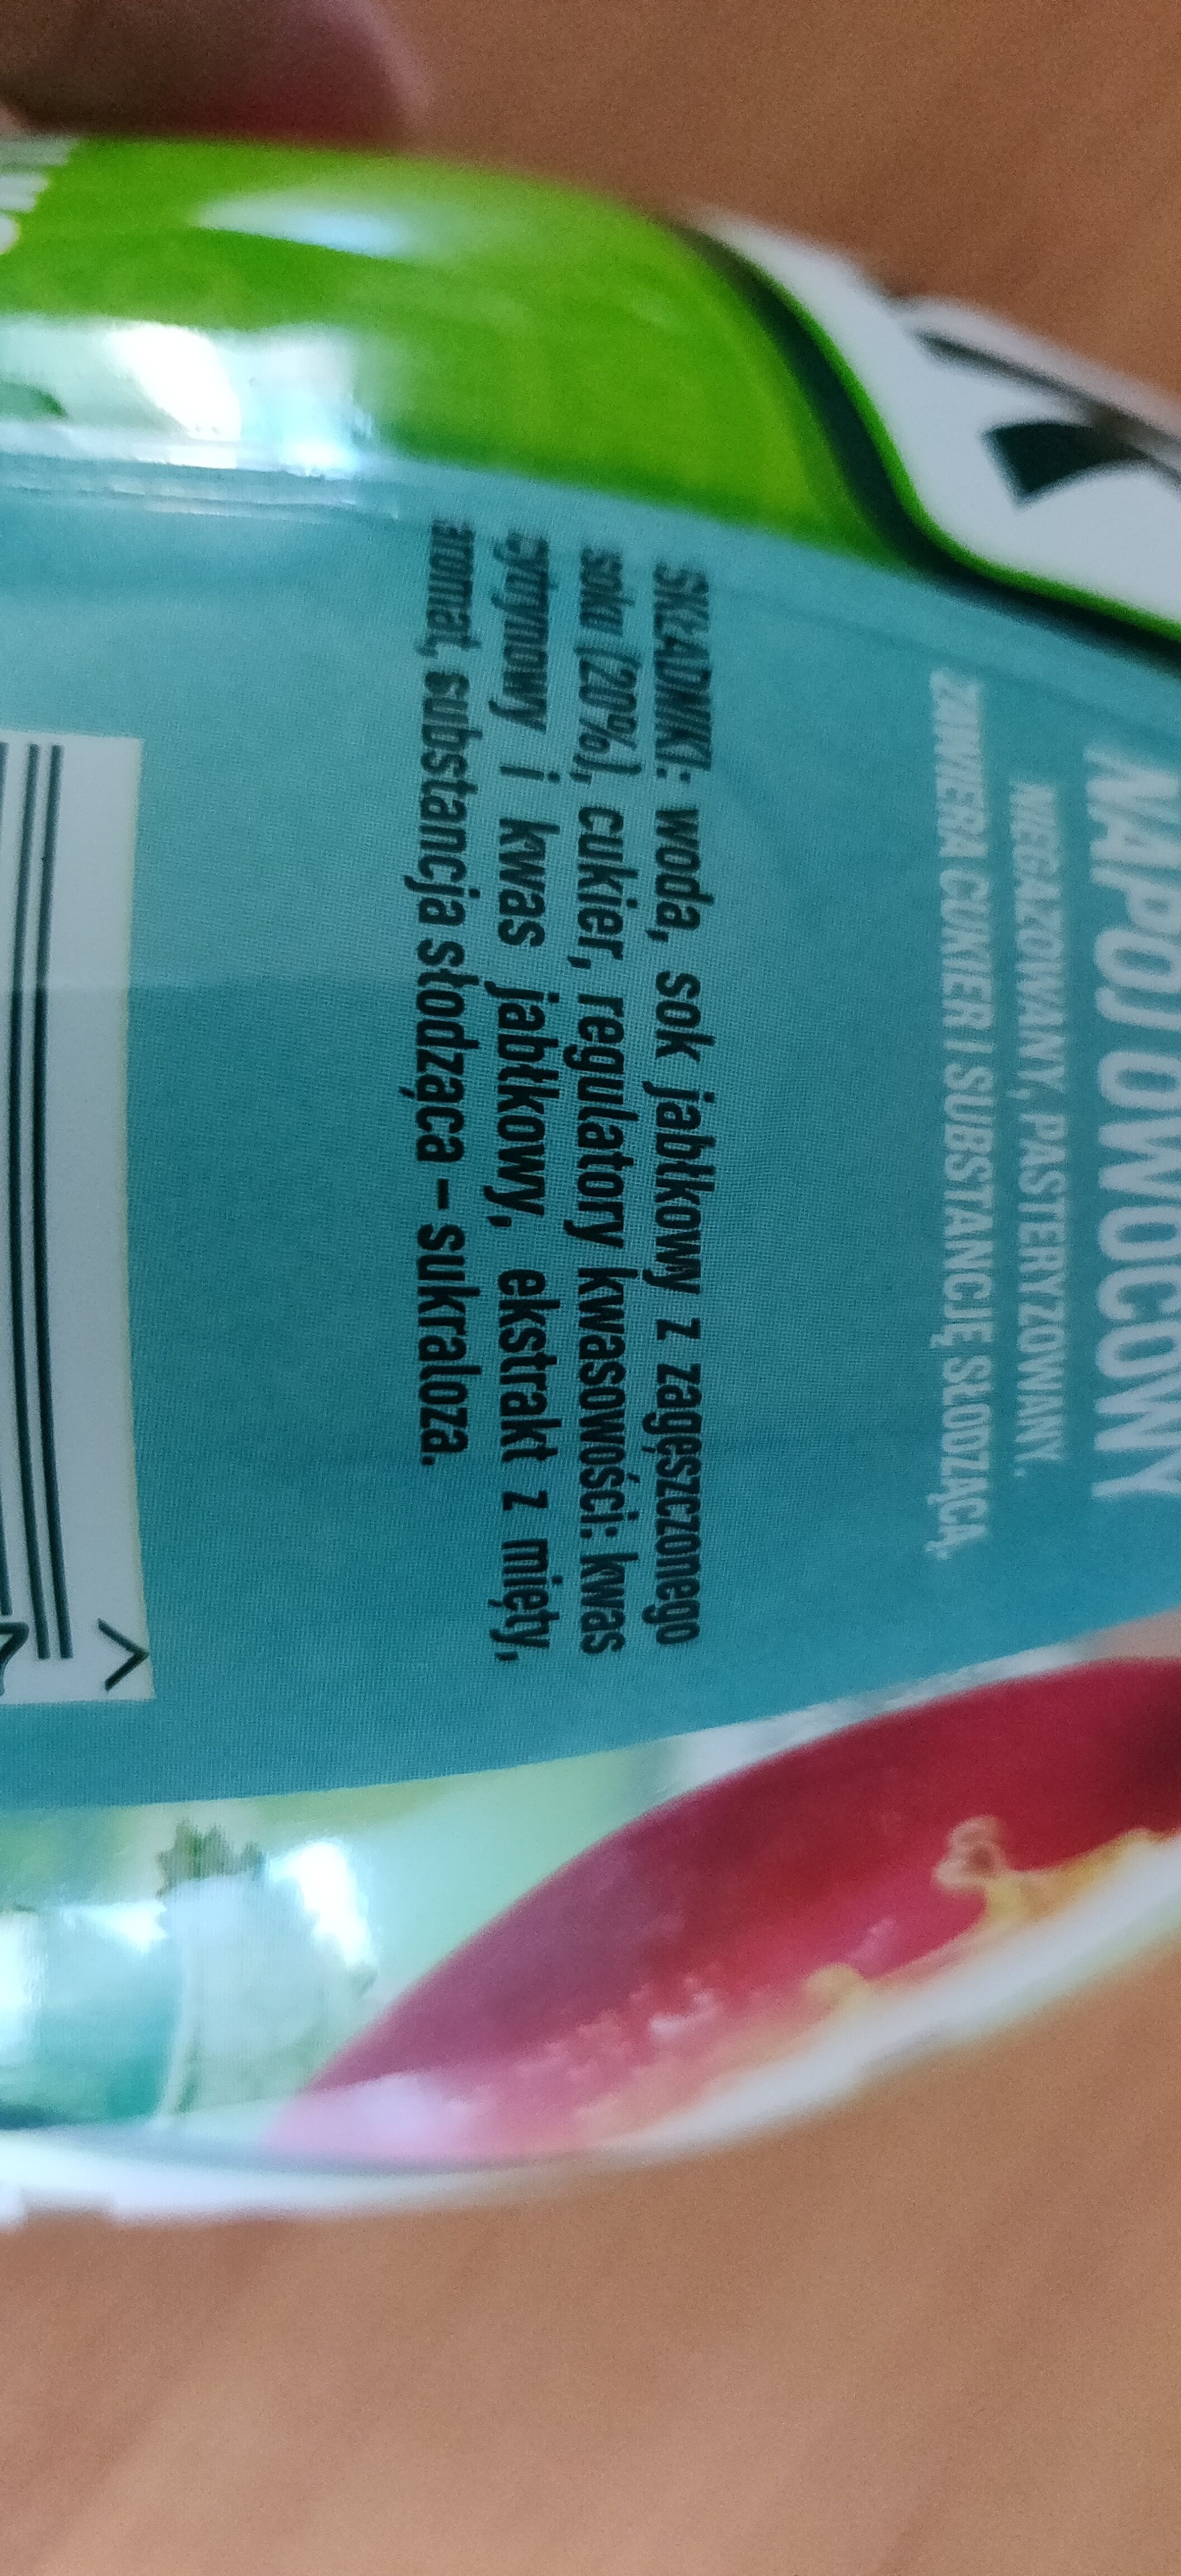 NAPÓJ OWOCOWY
NIEGAZOWANY, PASTERYZOWANY.
ZAWIERA CUKIER I SUBSTANCJĘ SŁODZĄCĄ.
SKŁADNIKI: woda, sok jabłkowy z zagęszczonego
soku (20%), cukier, regulatory kwasowości: kwas
cytrynowy i kwas jabłkowy, ekstrakt z mięty,
aromat, substancja słodząca – sukraloza.
>